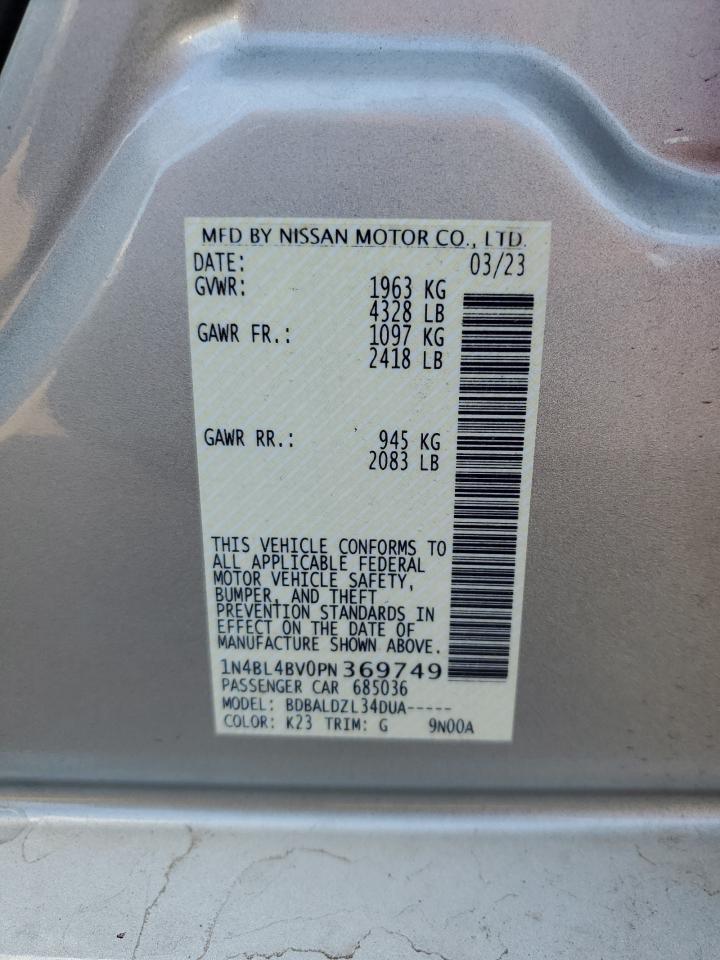 MFD BY NISSAN MOTOR CO., LTD.
DATE: 03/23
GVWR: 1963 KG
4328 LB
GAWR FR.: 1097 KG
2418 LB
GAWR RR.: 945 KG
2083 LB
THIS VEHICLE CONFORMS TO
ALL APPLICABLE FEDERAL
MOTOR VEHICLE SAFETY,
BUMPER, AND THEFT
PREVENTION STANDARDS IN
EFFECT ON THE DATE OF
MANUFACTURE SHOWN ABOVE.
1N4BL4BV0PN369749
PASSENGER CAR 685036
MODEL: BDBALDZL34DUA-----
COLOR: K23 TRIM: G 9N00A